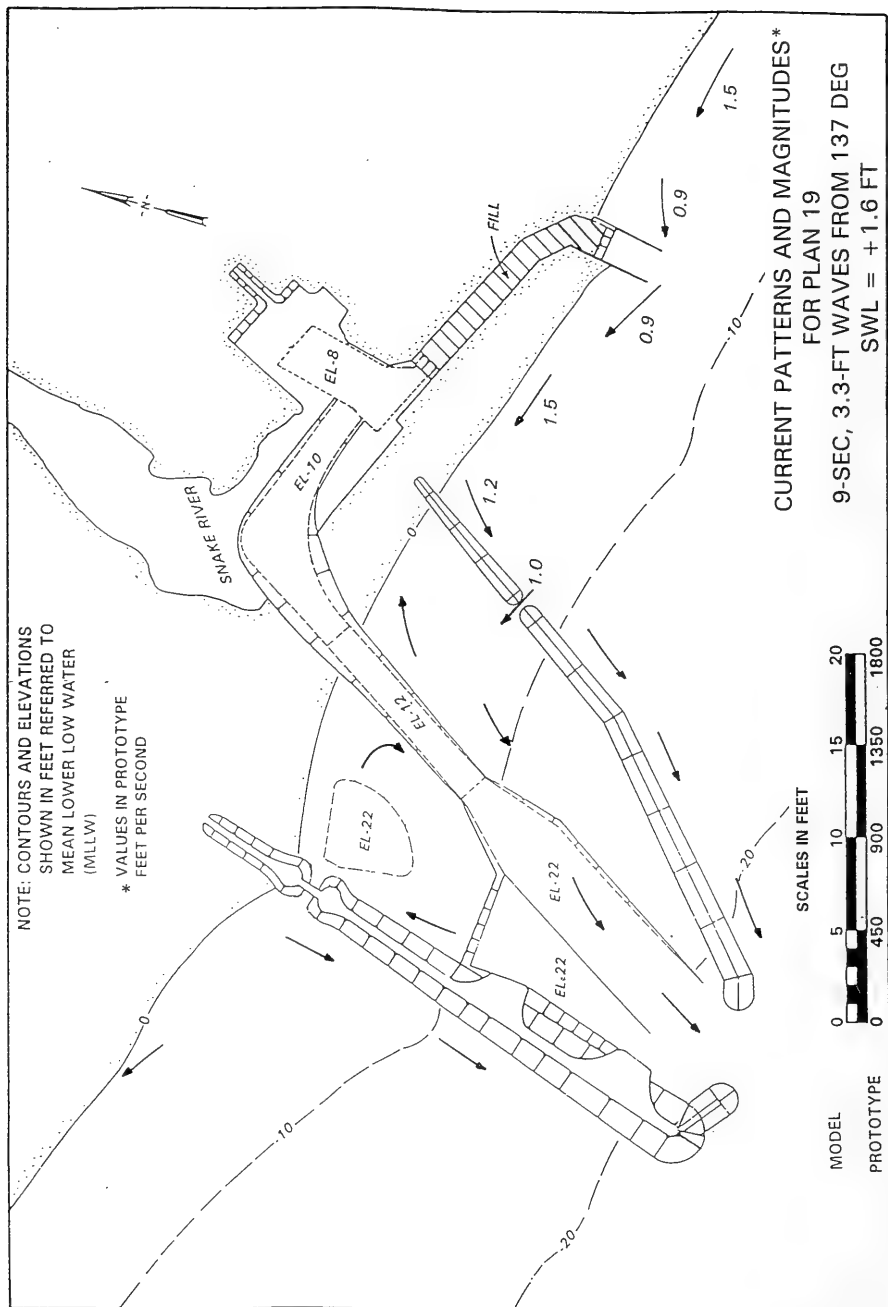 NOTE: CONTOURS AND ELEVATIONS
SHOWN IN FEET REFERRED TO
MEAN LOWER LOW WATER
(MLLW)
* VALUES IN PROTOTYPE
FEET PER SECOND
SNAKE RIVER
N
EL-8
EL-10
EL-12
EL-22
EL-22
EL-22
FILL
0
0
-10
-10
-20
-20
1.5
0.9
0.9
1.5
1.2
1.0
CURRENT PATTERNS AND MAGNITUDES*
FOR PLAN 19
9-SEC, 3.3-FT WAVES FROM 137 DEG
SWL = +1.6 FT
SCALES IN FEET
MODEL 0 5 10 15 20
PROTOTYPE 0 450 900 1350 1800